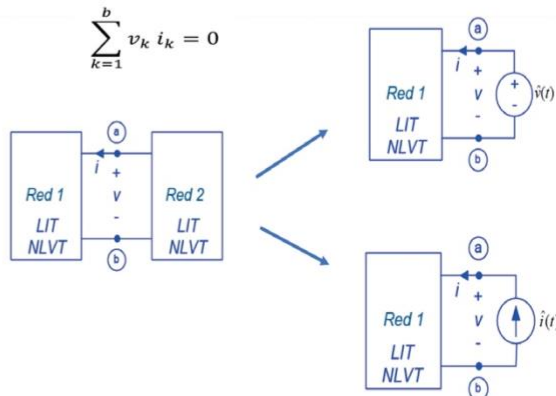 b
∑ v_k i_k = 0
k=1
a
i
+
v
-
b
Red 1
LIT
NLVT
Red 2
LIT
NLVT
a
i
+
v
-
b
Red 1
LIT
NLVT
+
-
v̂(t)
a
i
+
v
-
b
Red 1
LIT
NLVT
î(t)